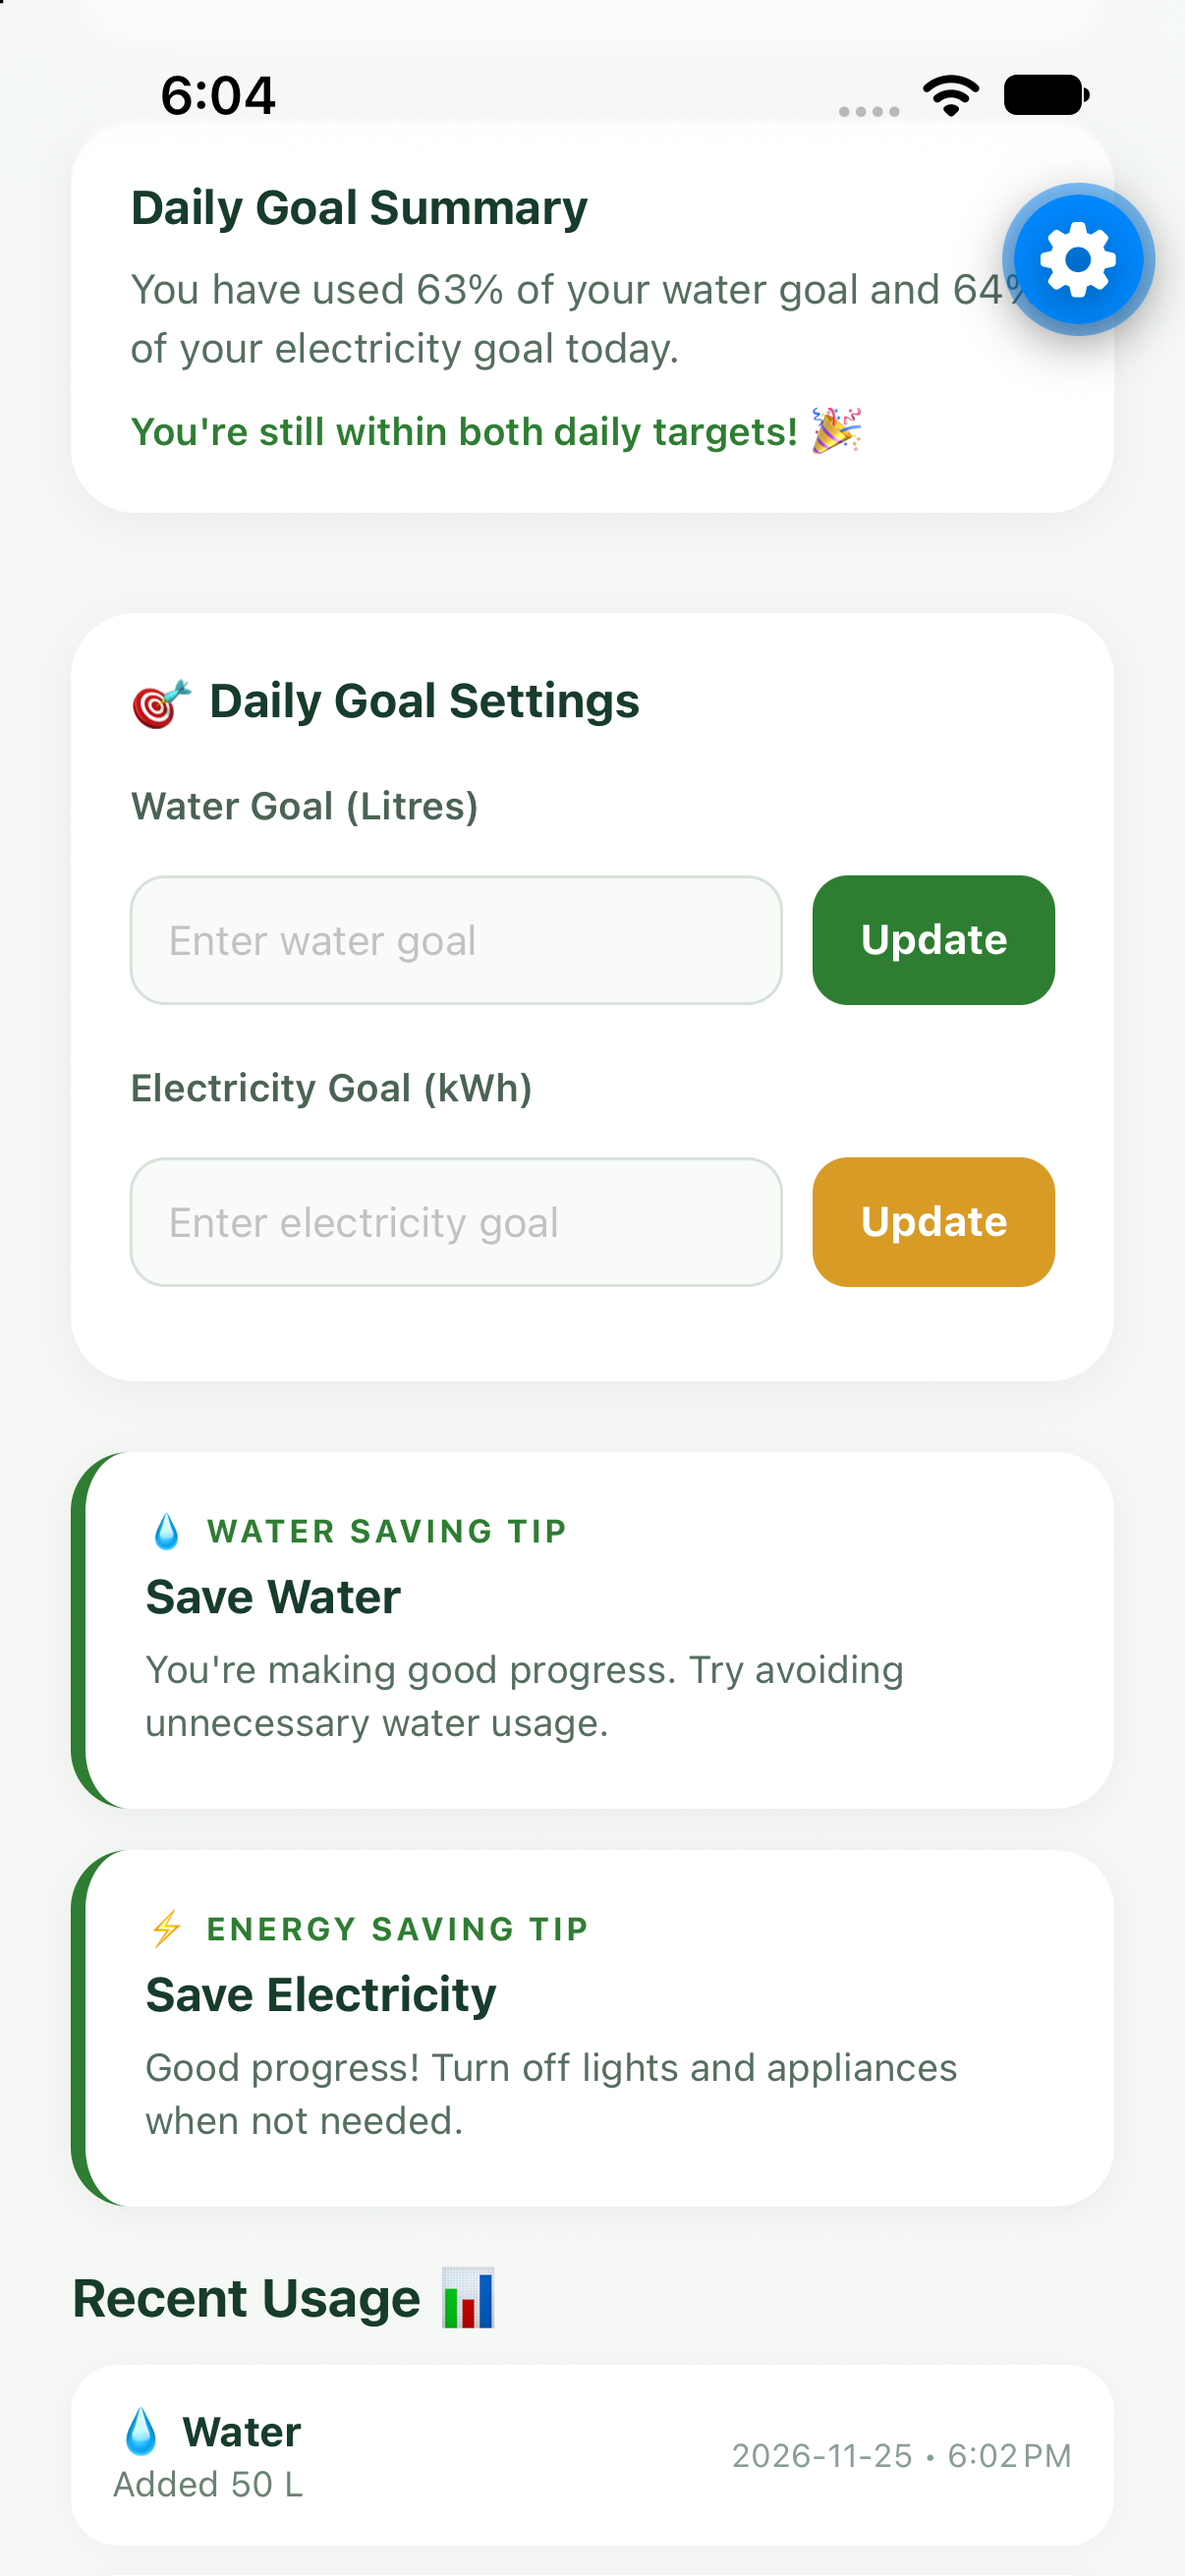 6:04
Daily Goal Summary
You have used 63% of your water goal and 64%
of your electricity goal today.
You're still within both daily targets! 🎉
🎯 Daily Goal Settings
Water Goal (Litres)
Enter water goal
Update
Electricity Goal (kWh)
Enter electricity goal
Update
💧 WATER SAVING TIP
Save Water
You're making good progress. Try avoiding
unnecessary water usage.
⚡ ENERGY SAVING TIP
Save Electricity
Good progress! Turn off lights and appliances
when not needed.
Recent Usage 📊
💧 Water
Added 50 L
2026-11-25 • 6:02 PM